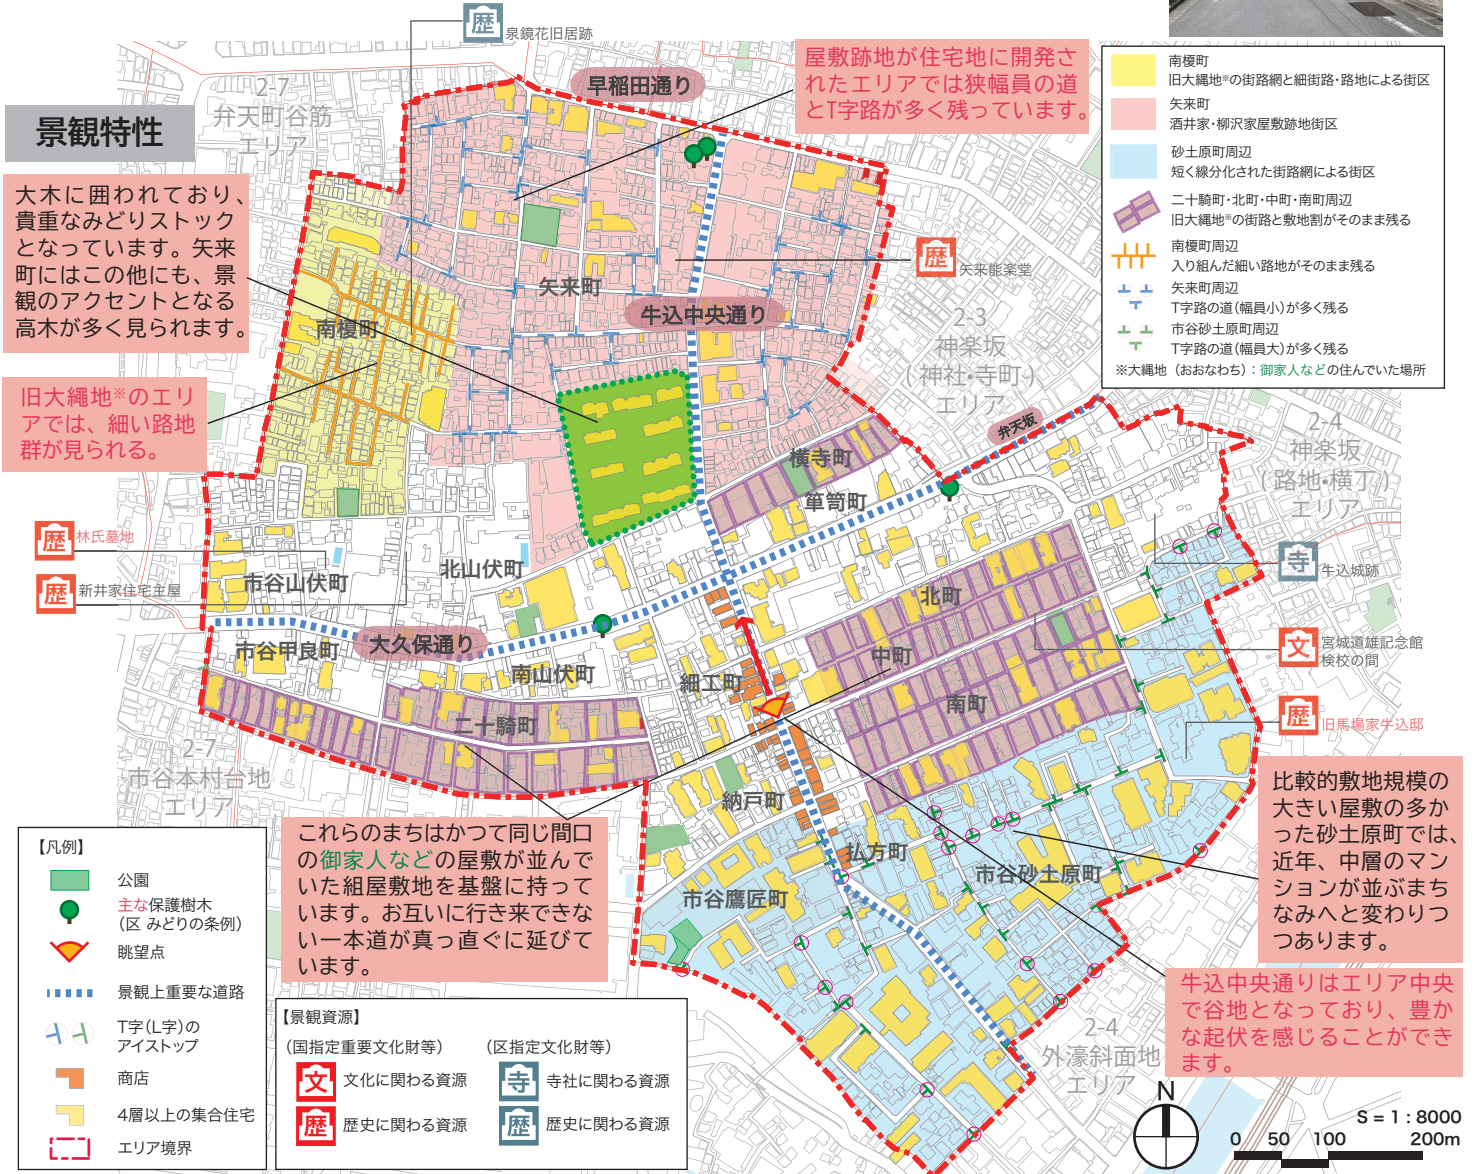 歴
泉鏡花旧居跡
景観特性
2-7
弁天町谷筋
エリア
早稲田通り
屋敷跡地が住宅地に開発さ
れたエリアでは狭幅員の道
とT字路が多く残っています。
南榎町
旧大縄地※の街路網と細街路・路地による街区
矢来町
酒井家・柳沢家屋敷跡地街区
砂土原町周辺
短く線分化された街路網による街区
二十騎町・北町・中町・南町周辺
旧大縄地※の街路と敷地割がそのまま残る
南榎町周辺
入り組んだ細い路地がそのまま残る
矢来町周辺
T字路の道(幅員小)が多く残る
市谷砂土原町周辺
T字路の道(幅員大)が多く残る
※大縄地(おおなわち):御家人などの住んでいた場所
大木に囲われており、
貴重なみどりストック
となっています。矢来
町にはこの他にも、景
観のアクセントとなる
高木が多く見られます。
旧大縄地※のエリ
アでは、細い路地
群が見られる。
南榎町
矢来町
牛込中央通り
歴
矢来能楽堂
2-3
神楽坂
(神社・寺町)
エリア
弁天坂
2-4
神楽坂
(路地・横丁)
エリア
横寺町
箪笥町
歴
林氏墓地
歴
新井家住宅主屋
市谷山伏町
北山伏町
市谷甲良町
大久保通り
南山伏町
細工町
二十騎町
北町
中町
南町
寺
牛込城跡
文
宮城道雄記念館
検校の間
歴
旧馬場家牛込邸
2-7
市谷本村台地
エリア
納戸町
払方町
市谷鷹匠町
市谷砂土原町
比較的敷地規模の
大きい屋敷の多か
った砂土原町では、
近年、中層のマン
ションが並ぶまち
なみへと変わりつ
つあります。
これらのまちはかつて同じ間口
の御家人などの屋敷が並んで
いた組屋敷地を基盤に持って
います。お互いに行き来できな
い一本道が真っ直ぐに延びて
います。
牛込中央通りはエリア中央
で谷地となっており、豊か
な起伏を感じることができ
ます。
2-4
外濠斜面地
エリア
【凡例】
公園
主な保護樹木
(区 みどりの条例)
眺望点
景観上重要な道路
T字(L字)の
アイストップ
商店
4層以上の集合住宅
エリア境界
【景観資源】
(国指定重要文化財等)
(区指定文化財等)
文
文化に関わる資源
寺
寺社に関わる資源
歴
歴史に関わる資源
歴
歴史に関わる資源
N
S = 1 : 8000
0 50 100 200m